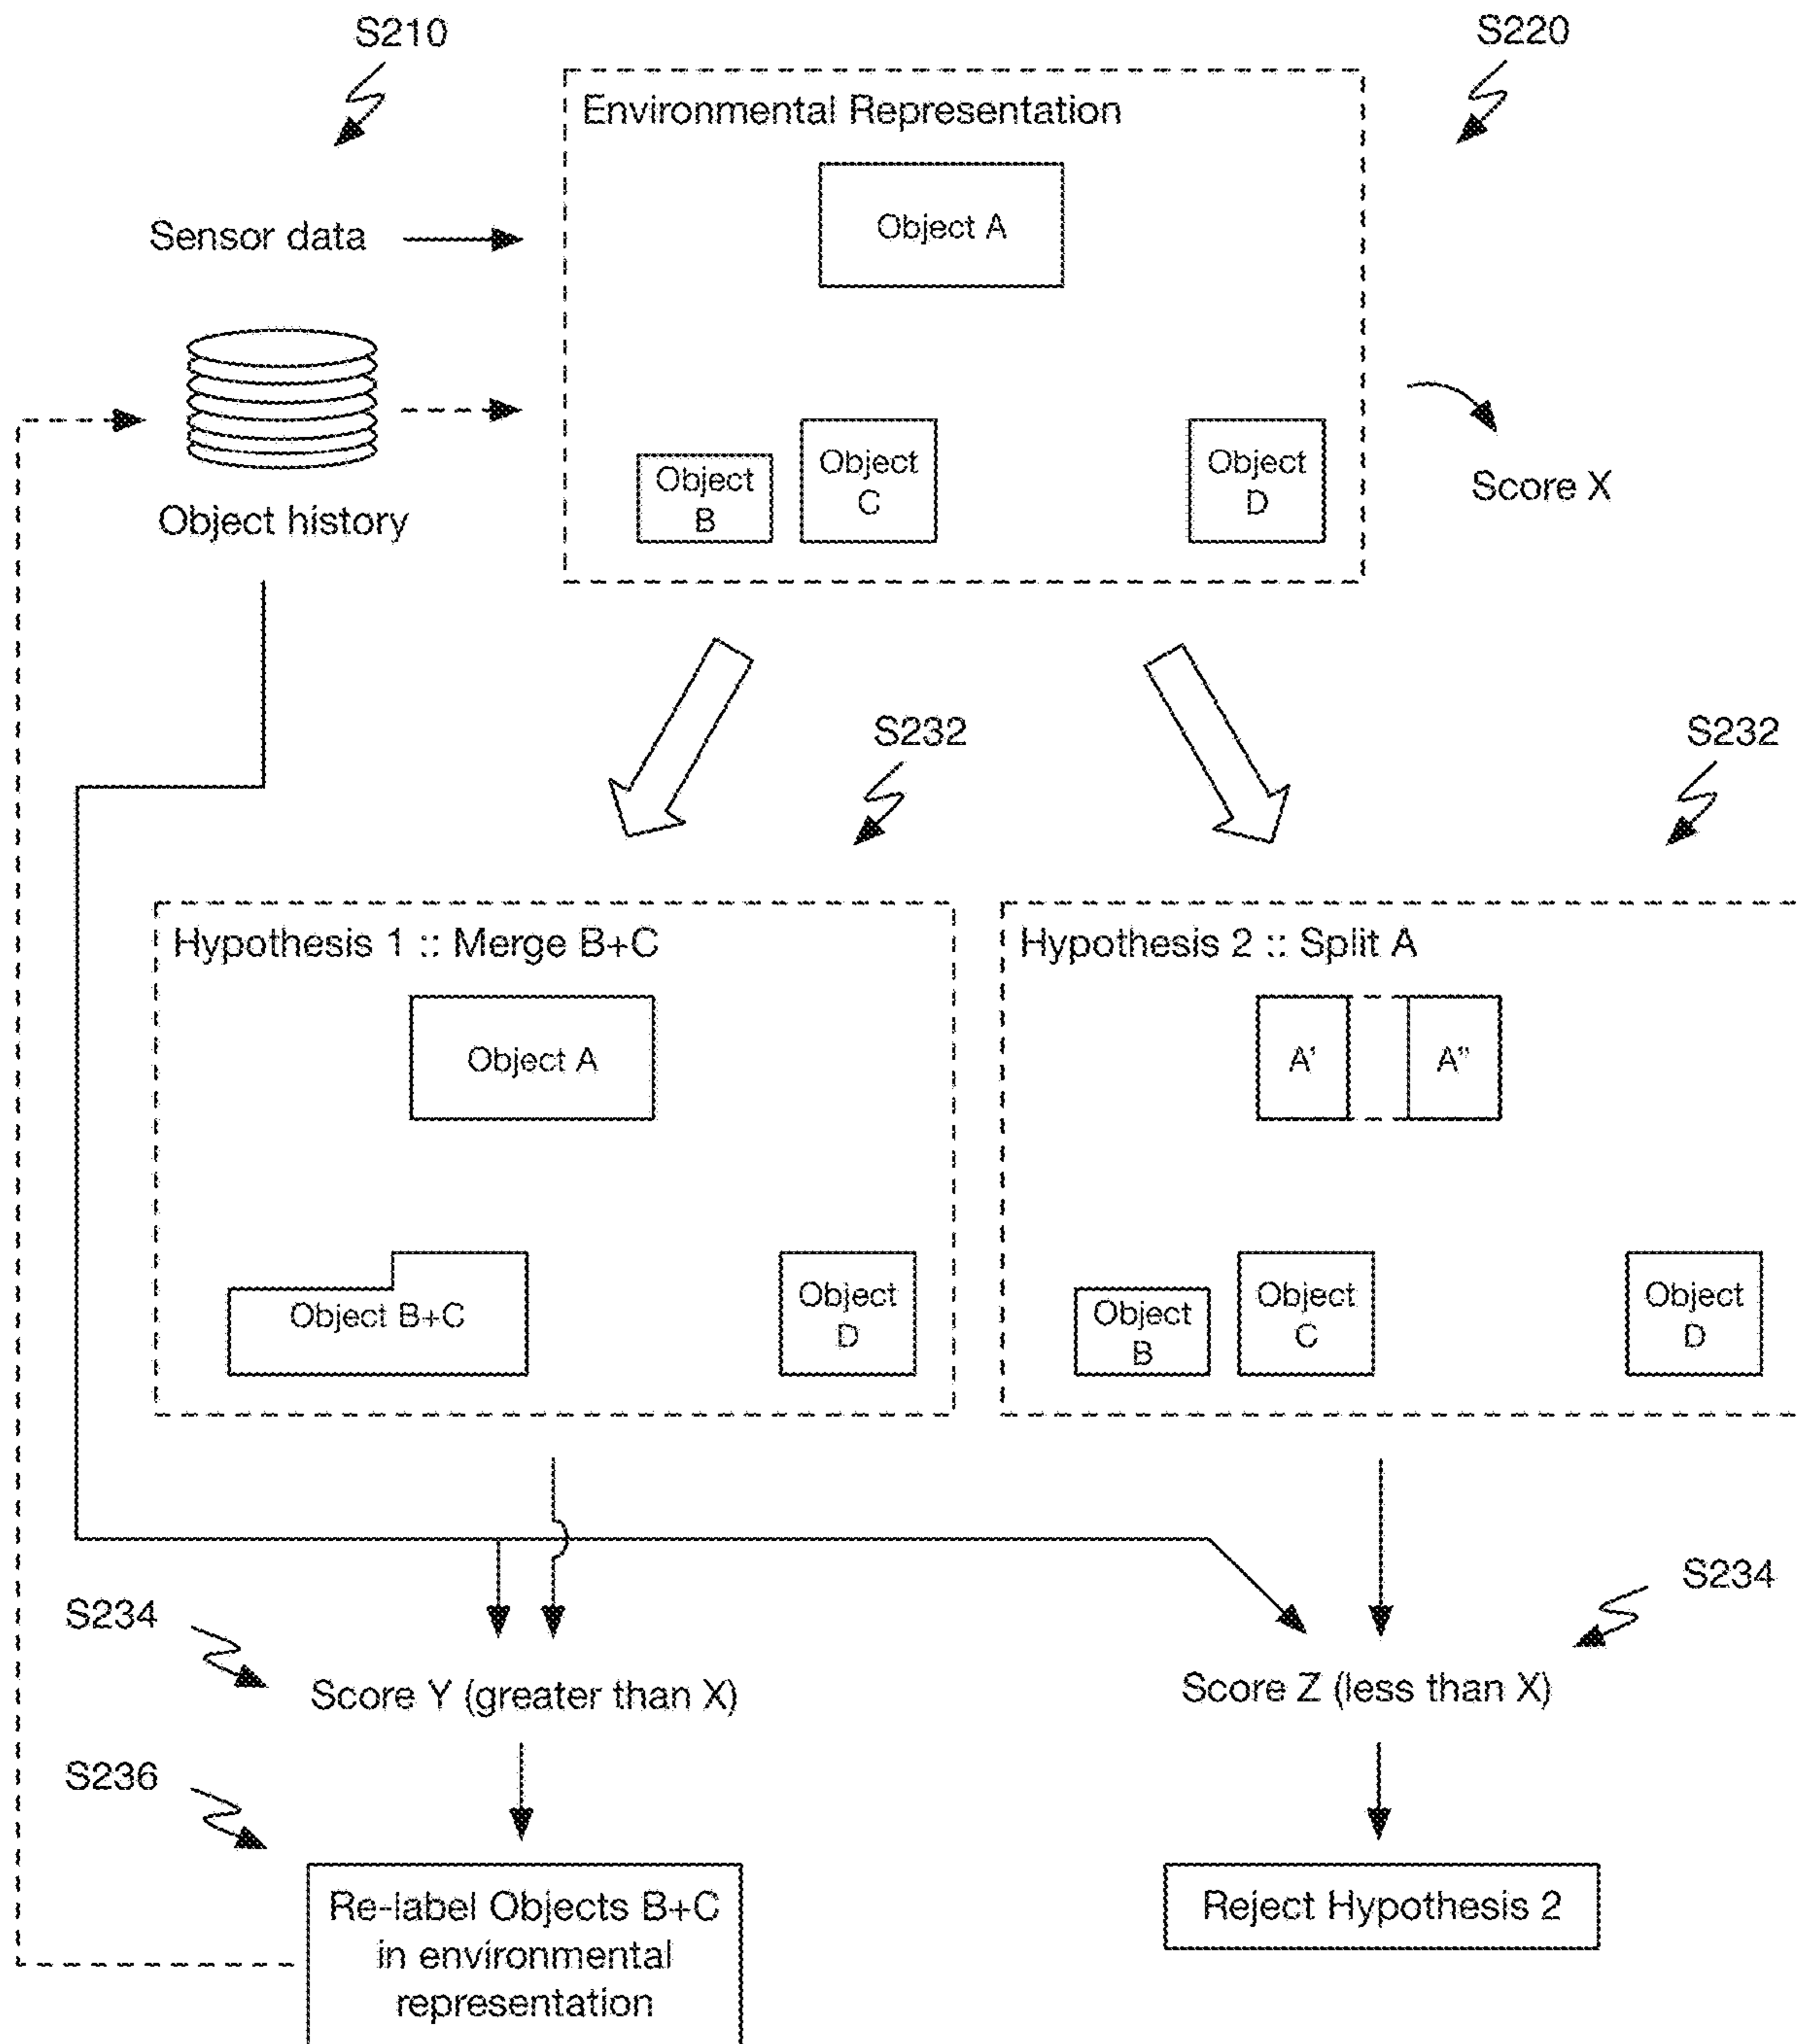 S210
S220
Environmental Representation
Object A
Sensor data
Object
B
Object
C
Object
D
Score X
Object history
S232
S232
Hypothesis 1 :: Merge B+C
Object A
Object B+C
Object
D
Hypothesis 2 :: Split A
A'
A"
Object
B
Object
C
Object
D
S234
S234
Score Y (greater than X)
Score Z (less than X)
S236
Re-label Objects B+C
in environmental
representation
Reject Hypothesis 2